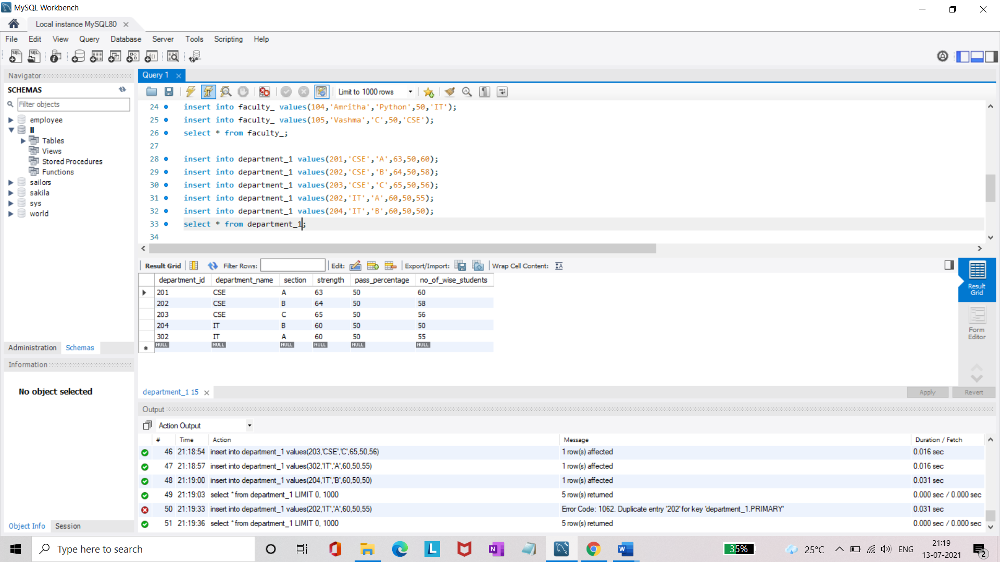 MySQL Workbench
Local instance MySQL80
File Edit View Query Database Server Tools Scripting Help
Navigator
SCHEMAS
Filter objects
employee
ll
Tables
Views
Stored Procedures
Functions
sailors
sakila
sys
world
Administration Schemas
Information
No object selected
Object Info Session
Query 1
Limit to 1000 rows
24 insert into faculty_ values(104,'Amritha','Python',50,'IT');
25 insert into faculty_ values(105,'Vashma','C',50,'CSE');
26 select * from faculty_;
27
28 insert into department_1 values(201,'CSE','A',63,50,60);
29 insert into department_1 values(202,'CSE','B',64,50,58);
30 insert into department_1 values(203,'CSE','C',65,50,56);
31 insert into department_1 values(202,'IT','A',60,50,55);
32 insert into department_1 values(204,'IT','B',60,50,50);
33 select * from department_1;
34
Result Grid Filter Rows: Edit: Export/Import: Wrap Cell Content:
department_id department_name section strength pass_percentage no_of_wise_students
201 CSE A 63 50 60
202 CSE B 64 50 58
203 CSE C 65 50 56
204 IT B 60 50 50
302 IT A 60 50 55
NULL NULL NULL NULL NULL NULL
Result Grid
Form Editor
department_1 15
Apply Revert
Output
Action Output
# Time Action Message Duration / Fetch
46 21:18:54 insert into department_1 values(203,'CSE','C',65,50,56) 1 row(s) affected 0.016 sec
47 21:18:57 insert into department_1 values(302,'IT','A',60,50,55) 1 row(s) affected 0.016 sec
48 21:19:00 insert into department_1 values(204,'IT','B',60,50,50) 1 row(s) affected 0.031 sec
49 21:19:03 select * from department_1 LIMIT 0, 1000 5 row(s) returned 0.000 sec / 0.000 sec
50 21:19:33 insert into department_1 values(202,'IT','A',60,50,55) Error Code: 1062. Duplicate entry '202' for key 'department_1.PRIMARY' 0.031 sec
51 21:19:36 select * from department_1 LIMIT 0, 1000 5 row(s) returned 0.000 sec / 0.000 sec
Type here to search
35%
25°C
ENG
21:19
13-07-2021
2